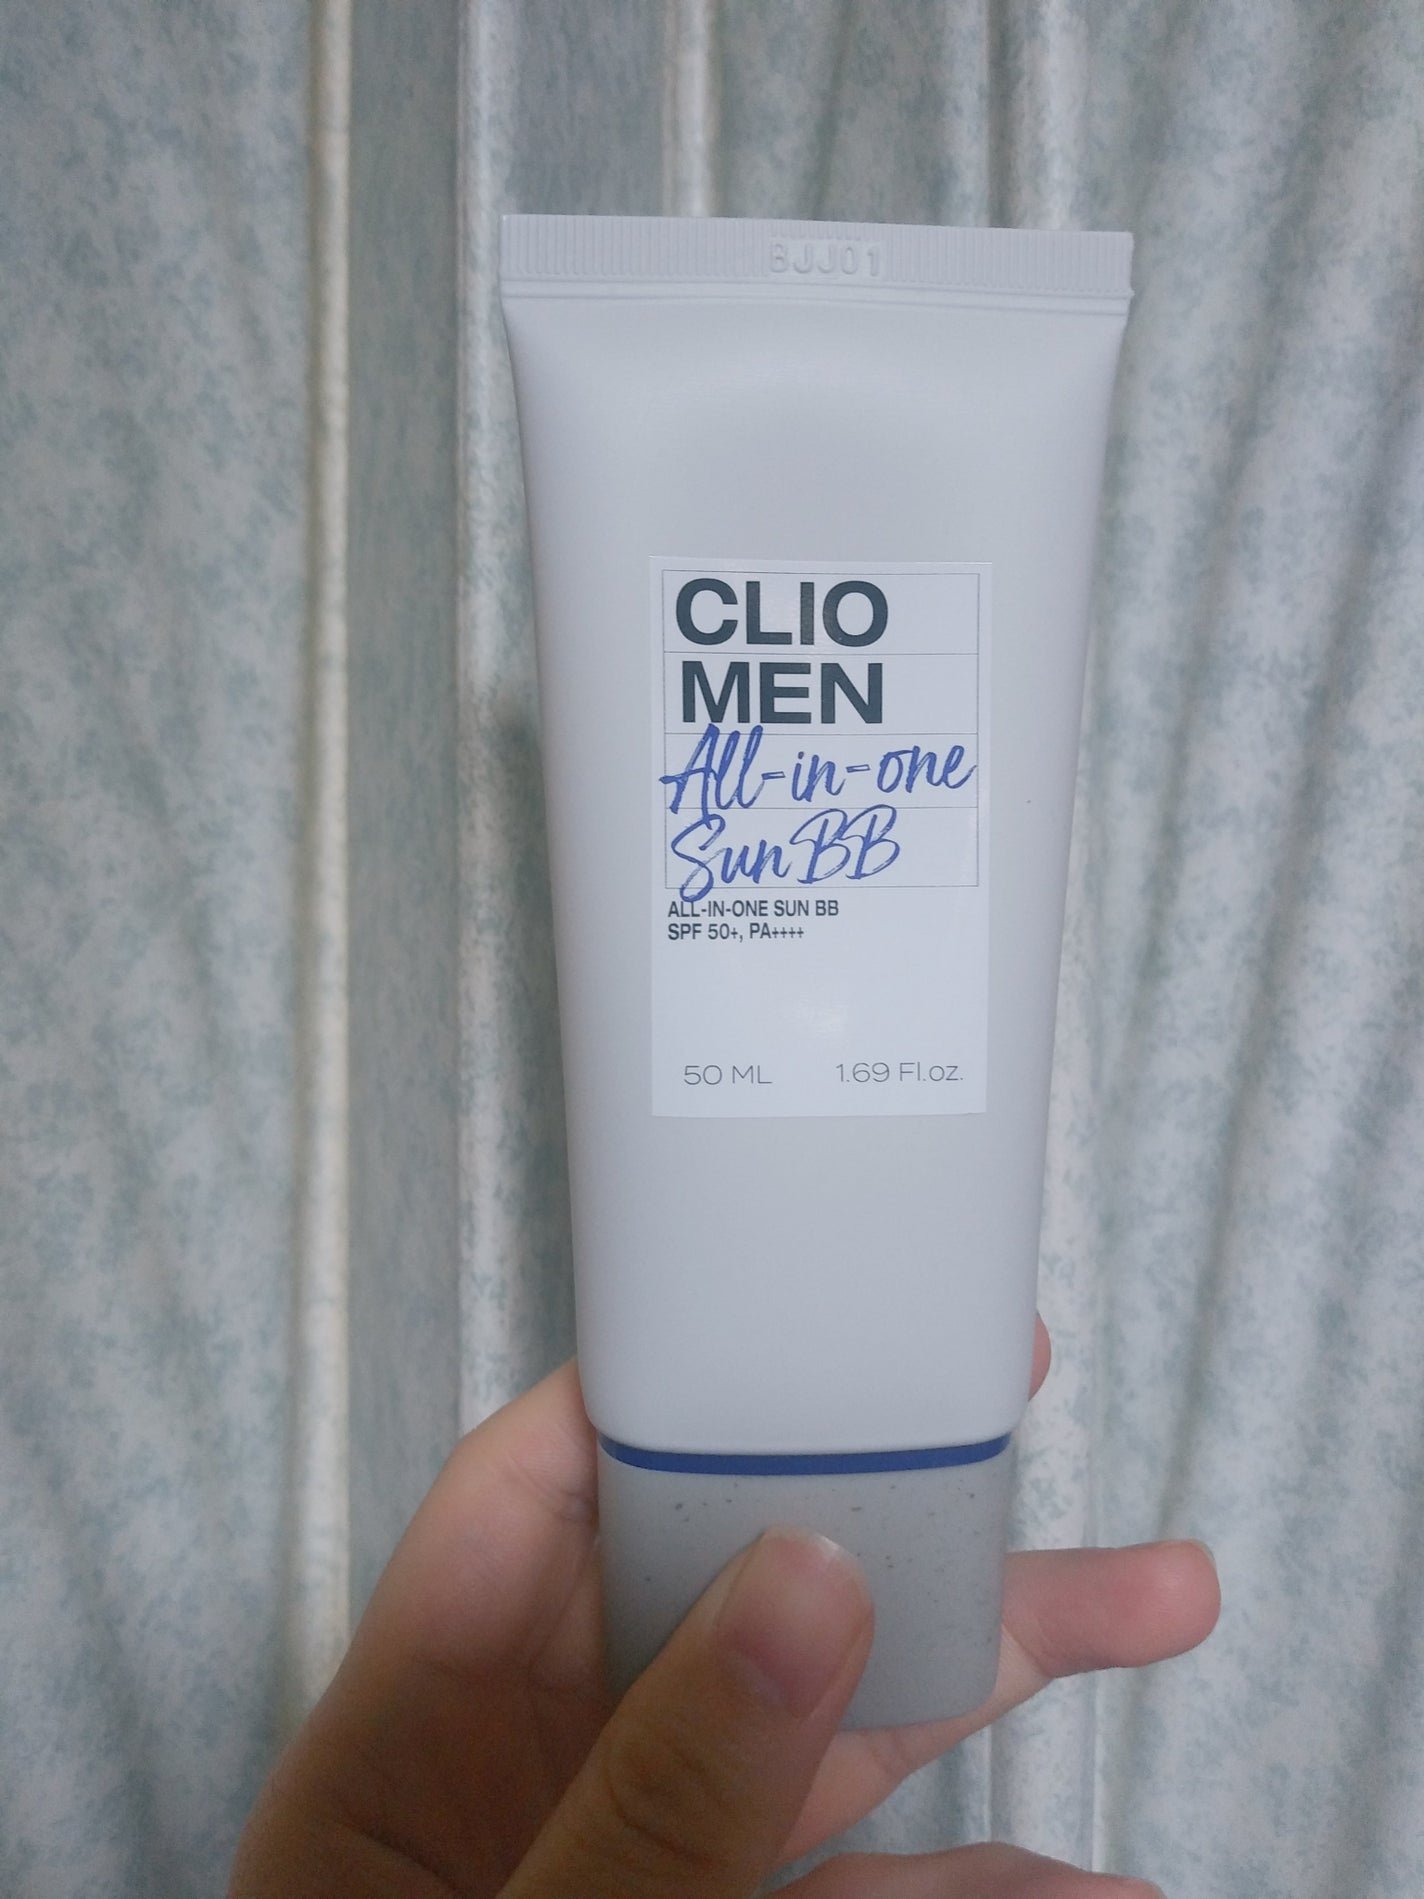 BJJ01
CLIO
MEN
All-in-one
Sun BB
ALL-IN-ONE SUN BB
SPF 50+, PA++++
50 ML 1.69 Fl.oz.